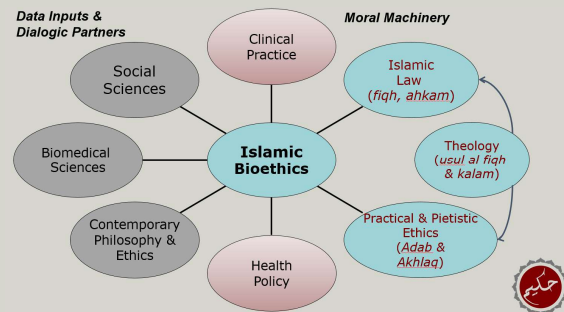 Data Inputs &
Dialogic Partners
Moral Machinery
Clinical
Practice
Social
Sciences
Islamic
Law
(fiqh, ahkam)
Biomedical
Sciences
Islamic
Bioethics
Theology
(usul al fiqh
& kalam)
Contemporary
Philosophy &
Ethics
Practical & Pietistic
Ethics
(Adab &
Akhlaq)
Health
Policy
حكيم